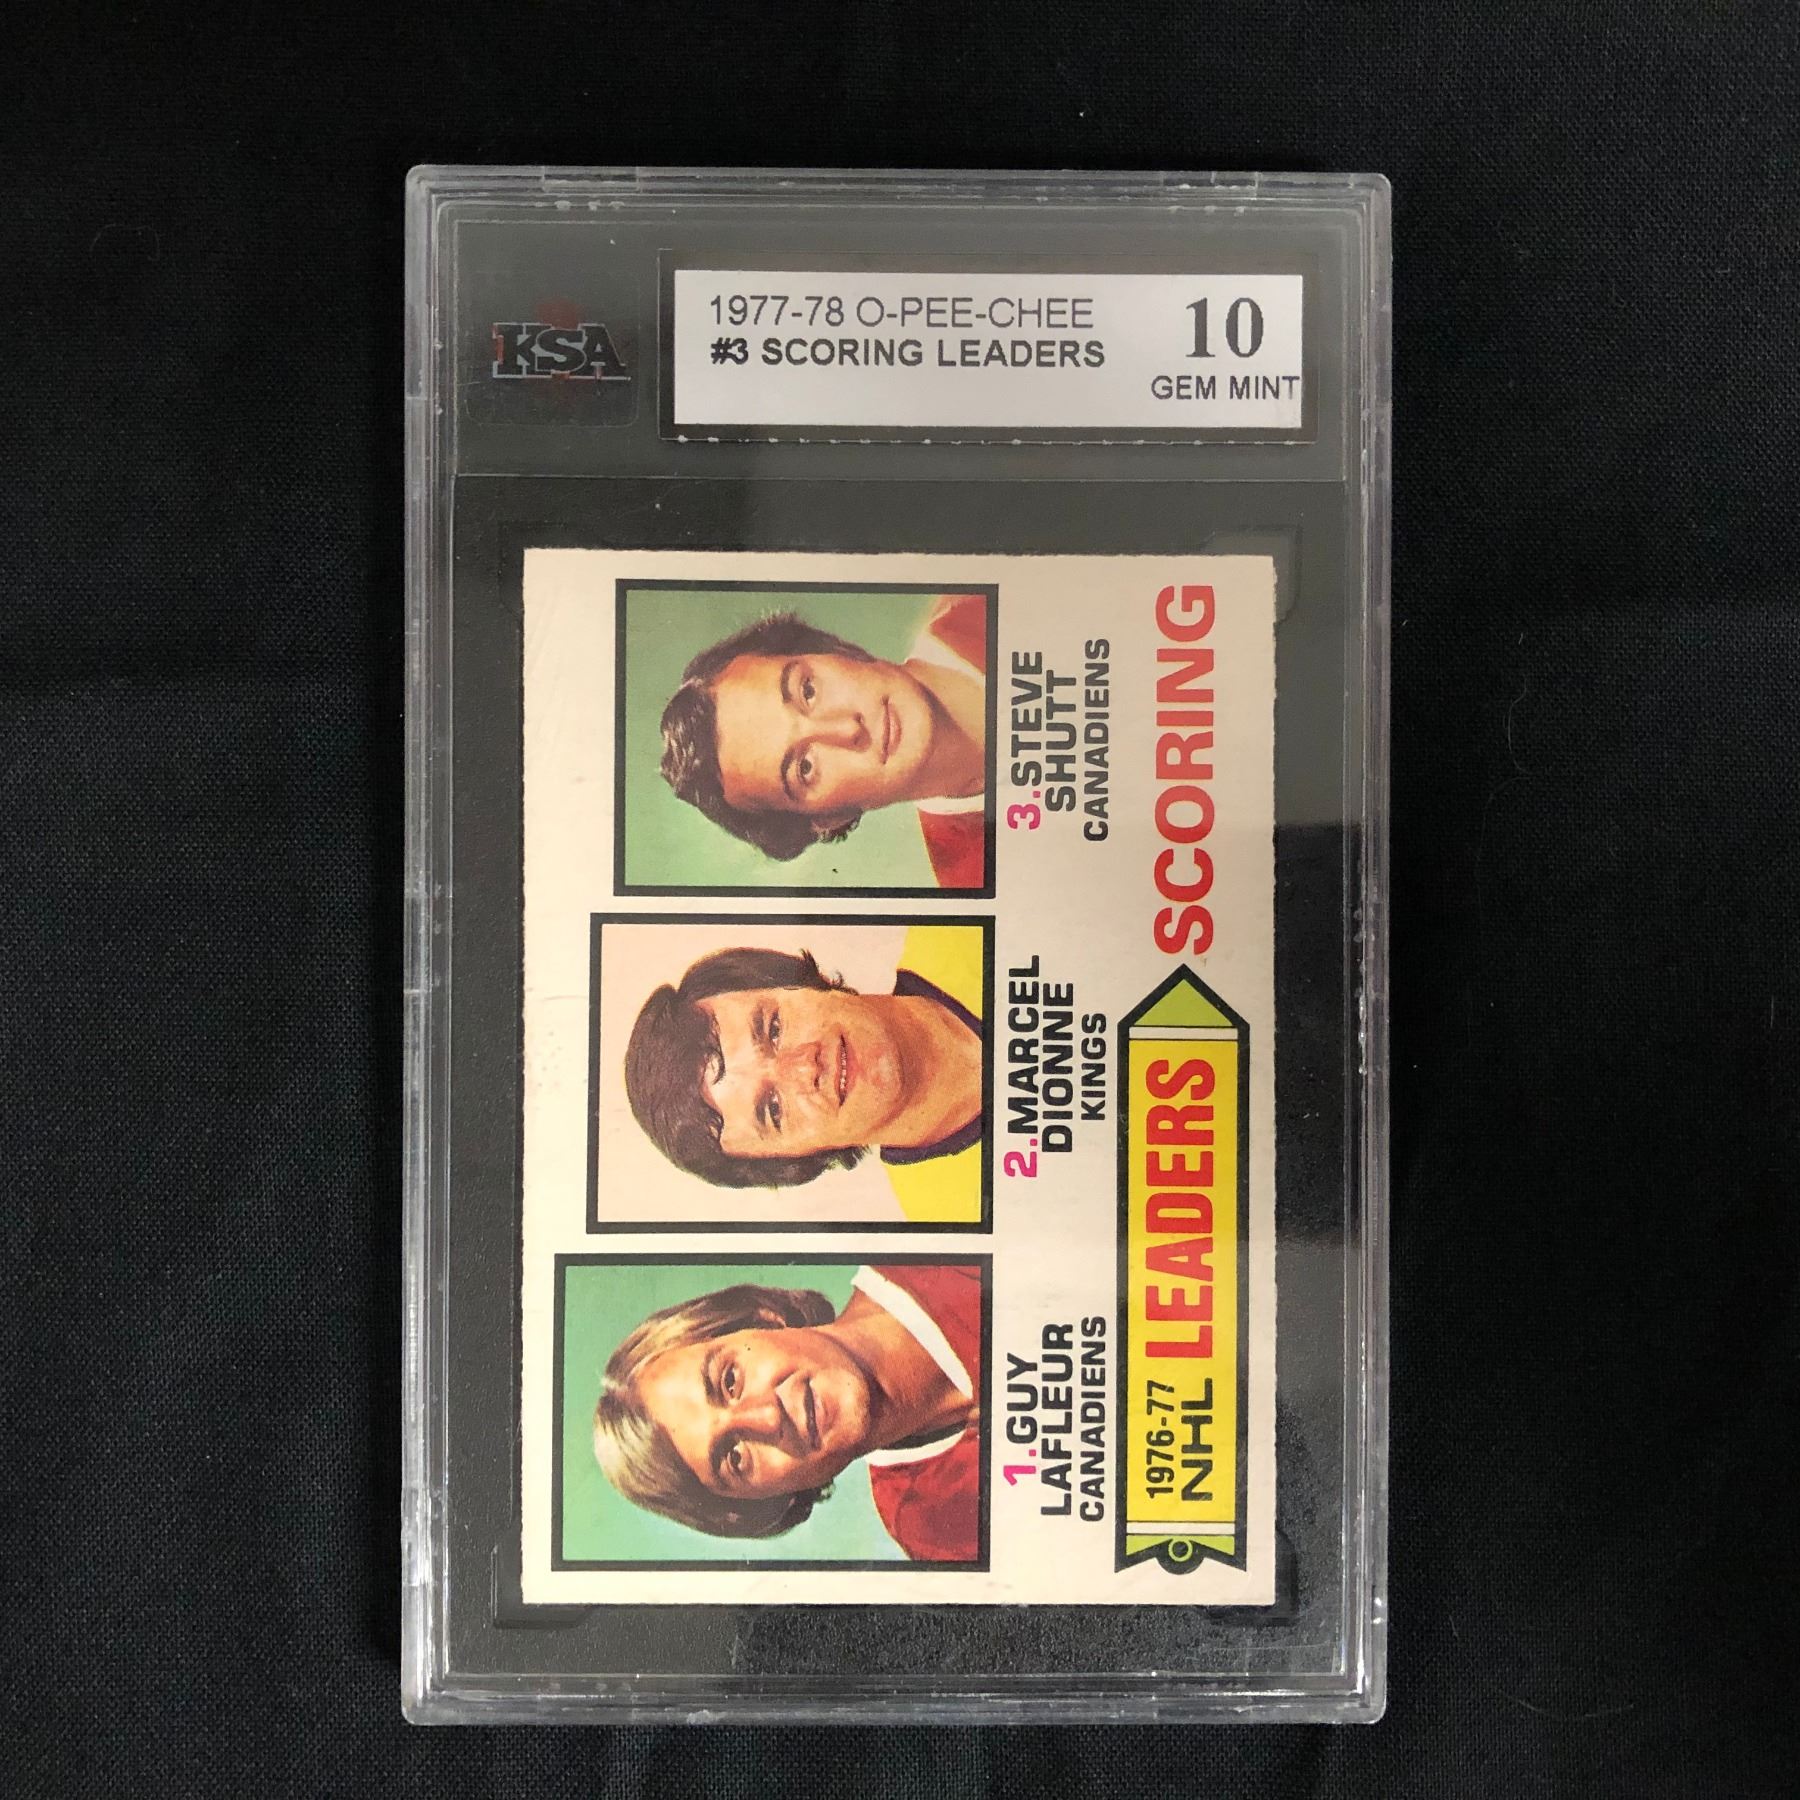 KSA
1977-78 O-PEE-CHEE
#3 SCORING LEADERS
10
GEM MINT
1.GUY
LAFLEUR
CANADIENS
2.MARCEL
DIONNE
KINGS
3.STEVE
SHUTT
CANADIENS
1976-77
NHL LEADERS SCORING